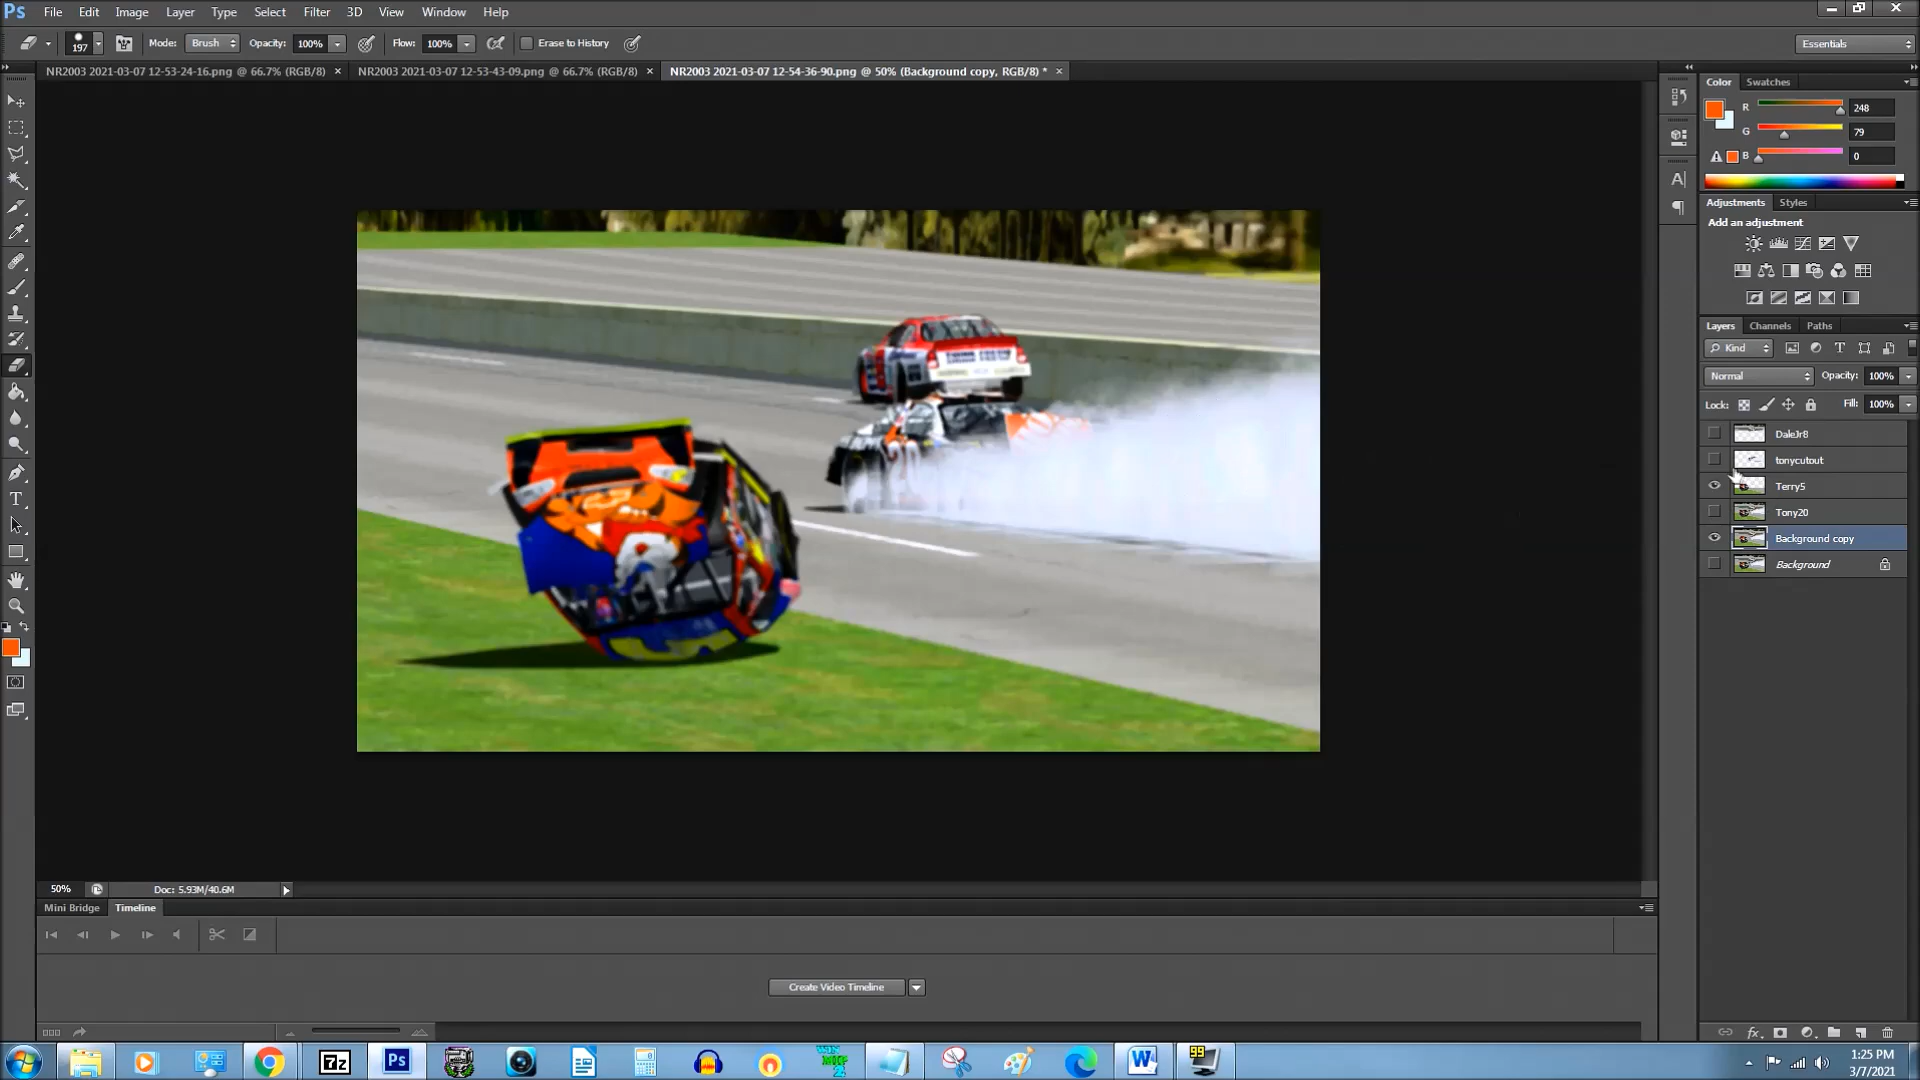 Ps File Edit Image Layer Type Select Filter 3D View Window Help
197 Mode: Brush Opacity: 100% Flow: 100% Erase to History Essentials
NR2003 2021-03-07 12-53-24-16.png @ 66.7% (RGB/8) × NR2003 2021-03-07 12-53-43-09.png @ 66.7% (RGB/8) × NR2003 2021-03-07 12-54-36-90.png @ 50% (Background copy, RGB/8) * ×
Color Swatches
R 248
G 79
B 0
Adjustments Styles
Add an adjustment
Layers Channels Paths
Kind
Normal Opacity: 100%
Lock: Fill: 100%
DaleJr8
tonycutout
Terry5
Tony20
Background copy
Background
50% Doc: 5.93M/40.6M
Mini Bridge Timeline
Create Video Timeline
7z Ps W 99
1:25 PM
3/7/2021